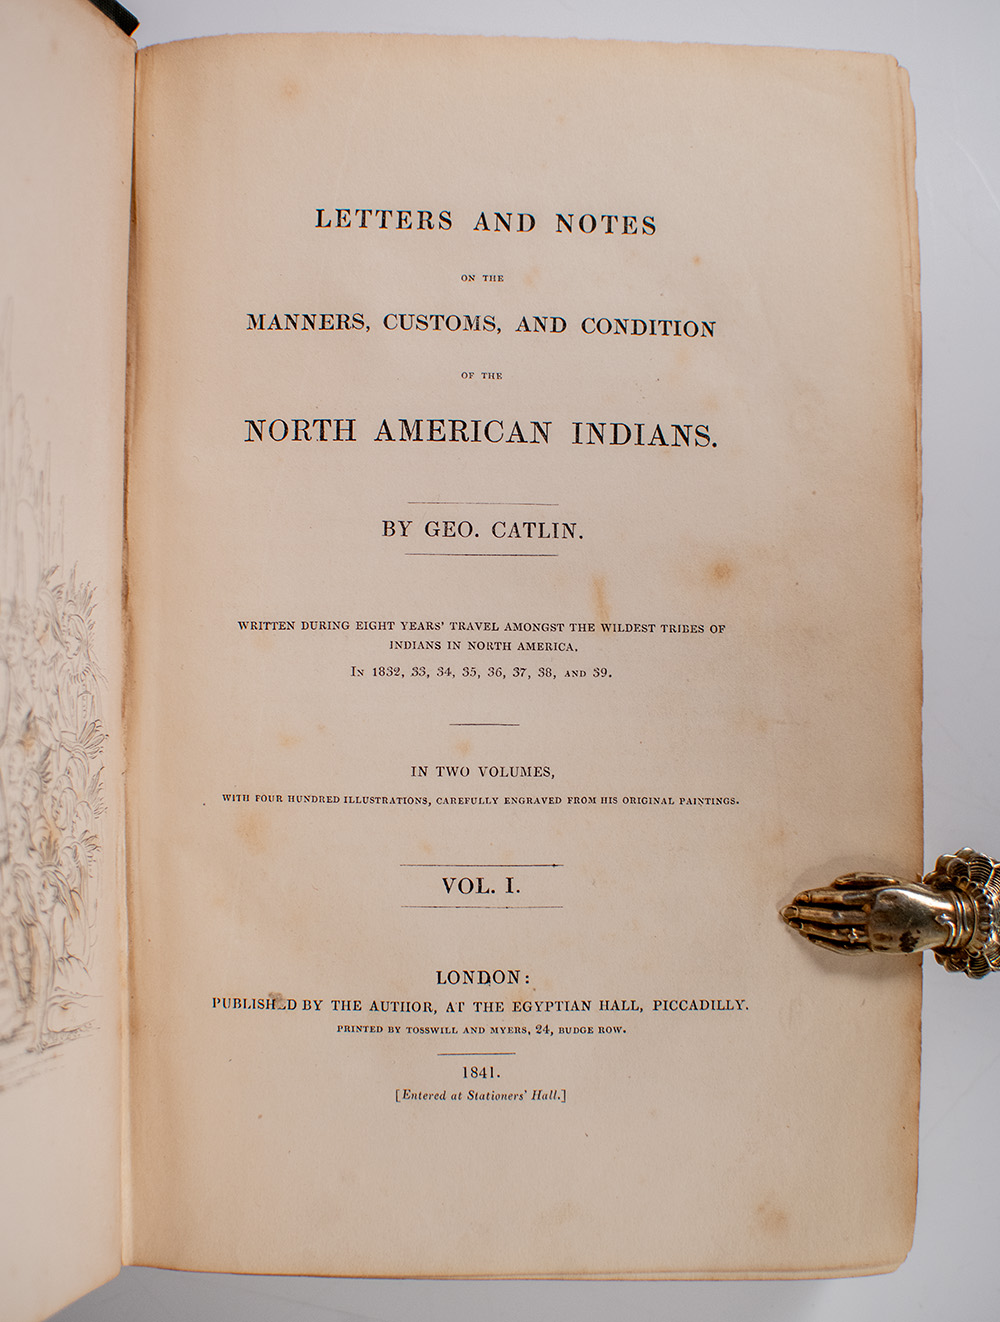 LETTERS AND NOTES
ON THE
MANNERS, CUSTOMS, AND CONDITION
OF THE
NORTH AMERICAN INDIANS.
BY GEO. CATLIN.
WRITTEN DURING EIGHT YEARS' TRAVEL AMONGST THE WILDEST TRIBES OF
INDIANS IN NORTH AMERICA.
IN 1832, 33, 34, 35, 36, 37, 38, AND 39.
IN TWO VOLUMES,
WITH FOUR HUNDRED ILLUSTRATIONS, CAREFULLY ENGRAVED FROM HIS ORIGINAL PAINTINGS.
VOL. I.
LONDON:
PUBLISHED BY THE AUTHOR, AT THE EGYPTIAN HALL, PICCADILLY.
PRINTED BY TOSSWILL AND MYERS, 24, BUDGE ROW.
1841.
[Entered at Stationers' Hall.]